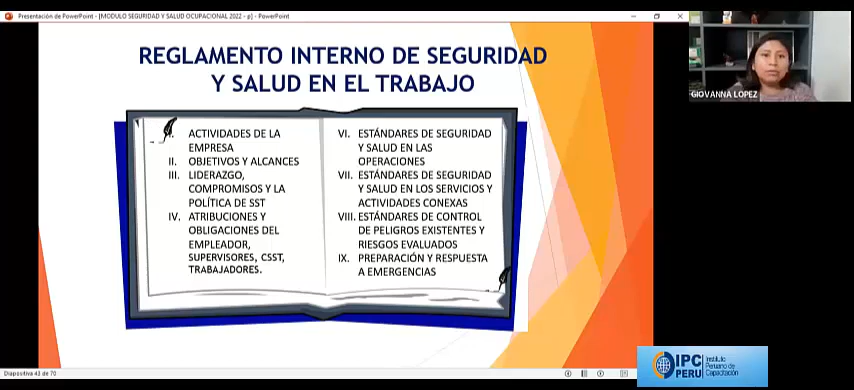 Presentación de PowerPoint - [MODULO SEGURIDAD Y SALUD OCUPACIONAL 2022 - p] - PowerPoint
GIOVANNA LOPEZ
REGLAMENTO INTERNO DE SEGURIDAD
Y SALUD EN EL TRABAJO
ACTIVIDADES DE LA
EMPRESA
II. OBJETIVOS Y ALCANCES
III. LIDERAZGO,
COMPROMISOS Y LA
POLÍTICA DE SST
IV. ATRIBUCIONES Y
OBLIGACIONES DEL
EMPLEADOR,
SUPERVISORES, CSST,
TRABAJADORES.
VI. ESTÁNDARES DE SEGURIDAD
Y SALUD EN LAS
OPERACIONES
VII. ESTÁNDARES DE SEGURIDAD
Y SALUD EN LOS SERVICIOS Y
ACTIVIDADES CONEXAS
VIII. ESTÁNDARES DE CONTROL
DE PELIGROS EXISTENTES Y
RIESGOS EVALUADOS
IX. PREPARACIÓN Y RESPUESTA
A EMERGENCIAS
Diapositiva 43 de 70
IPC
PERU
Instituto
Peruano de
Capacitación